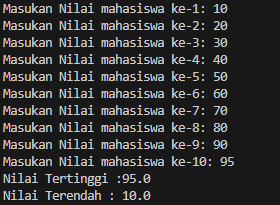 Masukan Nilai mahasiswa ke-1: 10
Masukan Nilai mahasiswa ke-2: 20
Masukan Nilai mahasiswa ke-3: 30
Masukan Nilai mahasiswa ke-4: 40
Masukan Nilai mahasiswa ke-5: 50
Masukan Nilai mahasiswa ke-6: 60
Masukan Nilai mahasiswa ke-7: 70
Masukan Nilai mahasiswa ke-8: 80
Masukan Nilai mahasiswa ke-9: 90
Masukan Nilai mahasiswa ke-10: 95
Nilai Tertinggi :95.0
Nilai Terendah : 10.0